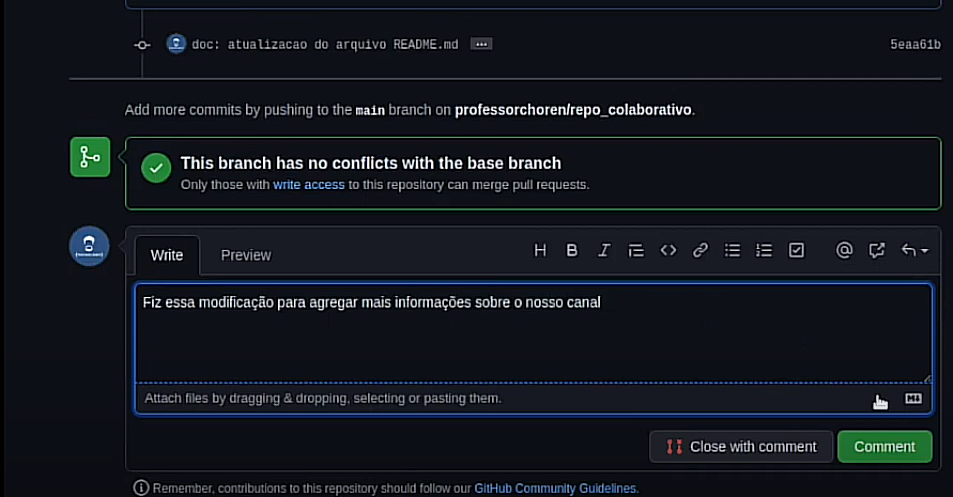 doc: atualizacao do arquivo README.md ... 5eaa61b
Add more commits by pushing to the main branch on professorchoren/repo_colaborativo.
This branch has no conflicts with the base branch
Only those with write access to this repository can merge pull requests.
Write Preview
Fiz essa modificação para agregar mais informações sobre o nosso canal
Attach files by dragging & dropping, selecting or pasting them.
Close with comment Comment
Remember, contributions to this repository should follow our GitHub Community Guidelines.